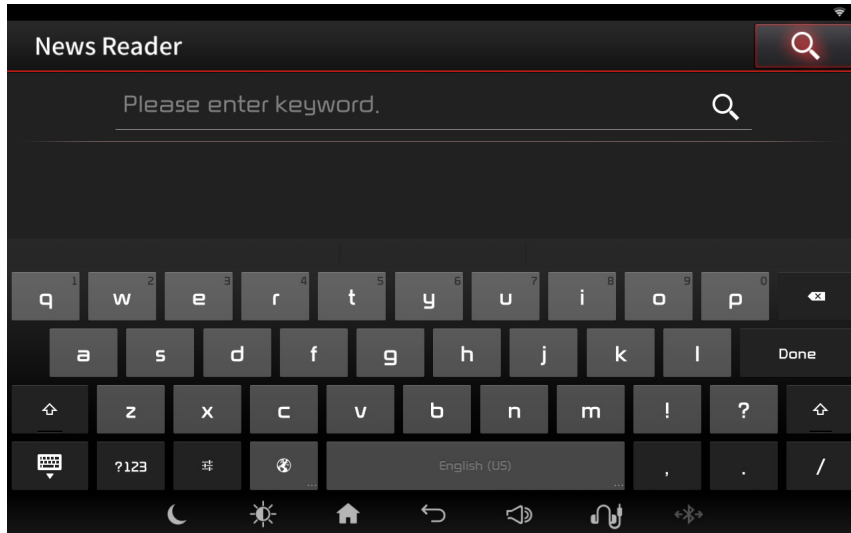 News Reader
Please enter keyword.
q 1 w 2 e 3 r 4 t 5 y 6 u 7 i 8 o 9 p 0
a s d f g h j k l Done
z x c v b n m ! ?
?123 English (US) , . /